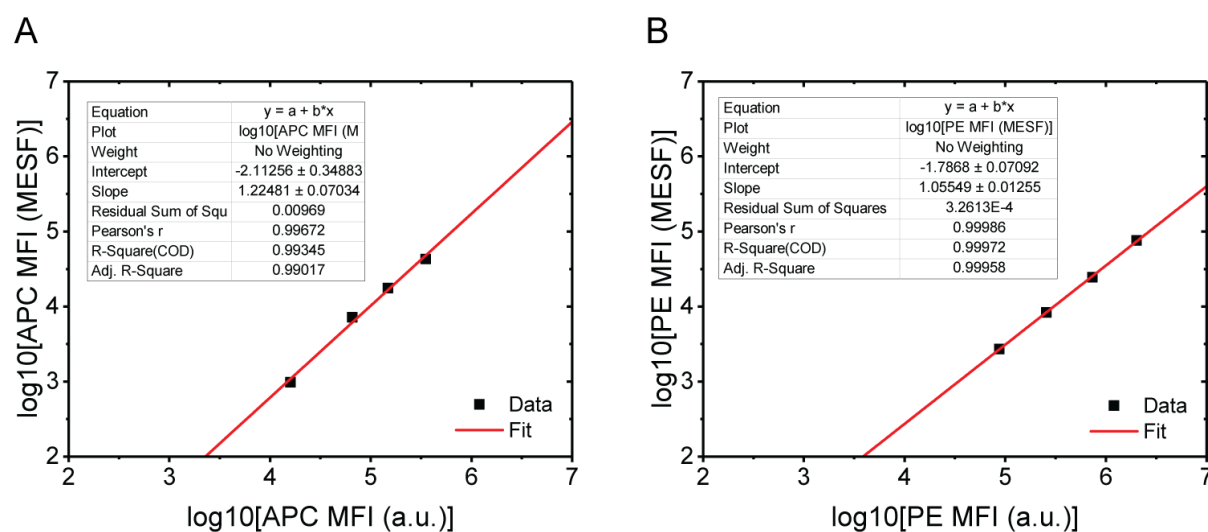 A
7
6
5
4
3
2
log10[APC MFI (MESF)]
Equation y = a + b*x
Plot log10[APC MFI (M
Weight No Weighting
Intercept -2.11256 ± 0.34883
Slope 1.22481 ± 0.07034
Residual Sum of Squ 0.00969
Pearson's r 0.99672
R-Square(COD) 0.99345
Adj. R-Square 0.99017
Data
Fit
2 3 4 5 6 7
log10[APC MFI (a.u.)]
B
7
6
5
4
3
2
log10[PE MFI (MESF)]
Equation y = a + b*x
Plot log10[PE MFI (MESF)]
Weight No Weighting
Intercept -1.7868 ± 0.07092
Slope 1.05549 ± 0.01255
Residual Sum of Squares 3.2613E-4
Pearson's r 0.99986
R-Square(COD) 0.99972
Adj. R-Square 0.99958
Data
Fit
2 3 4 5 6 7
log10[PE MFI (a.u.)]